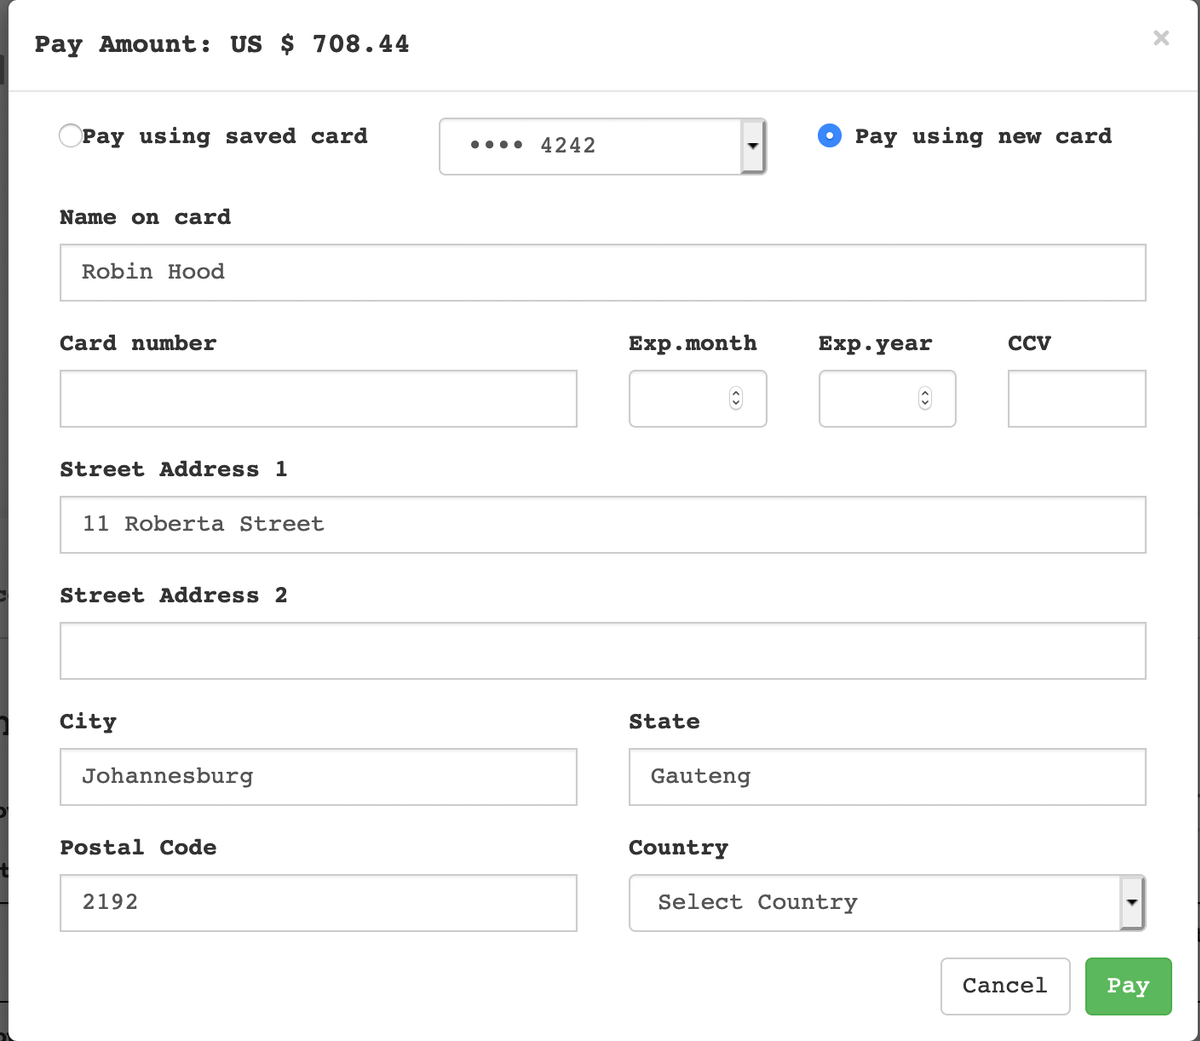 Pay Amount: US $ 708.44
×
Pay using saved card
•••• 4242
Pay using new card
Name on card
Robin Hood
Card number
Exp.month
Exp.year
CCV
Street Address 1
11 Roberta Street
Street Address 2
City
State
Johannesburg
Gauteng
Postal Code
Country
2192
Select Country
Cancel
Pay